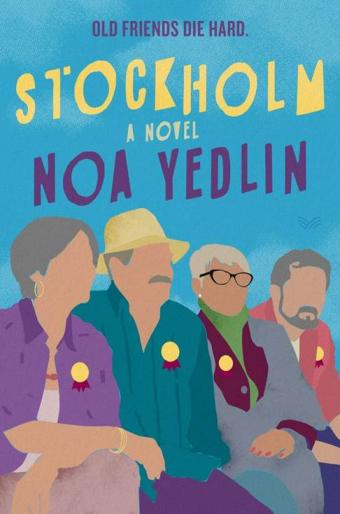 OLD FRIENDS DIE HARD.
STOCKHOLM
A NOVEL
NOA YEDLIN